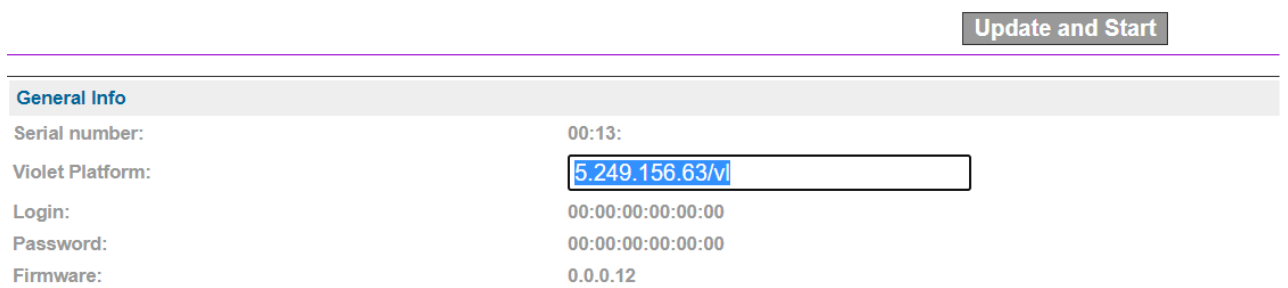 Update and Start
General Info
Serial number: 00:13:
Violet Platform: 5.249.156.63/vl
Login: 00:00:00:00:00:00
Password: 00:00:00:00:00:00
Firmware: 0.0.0.12